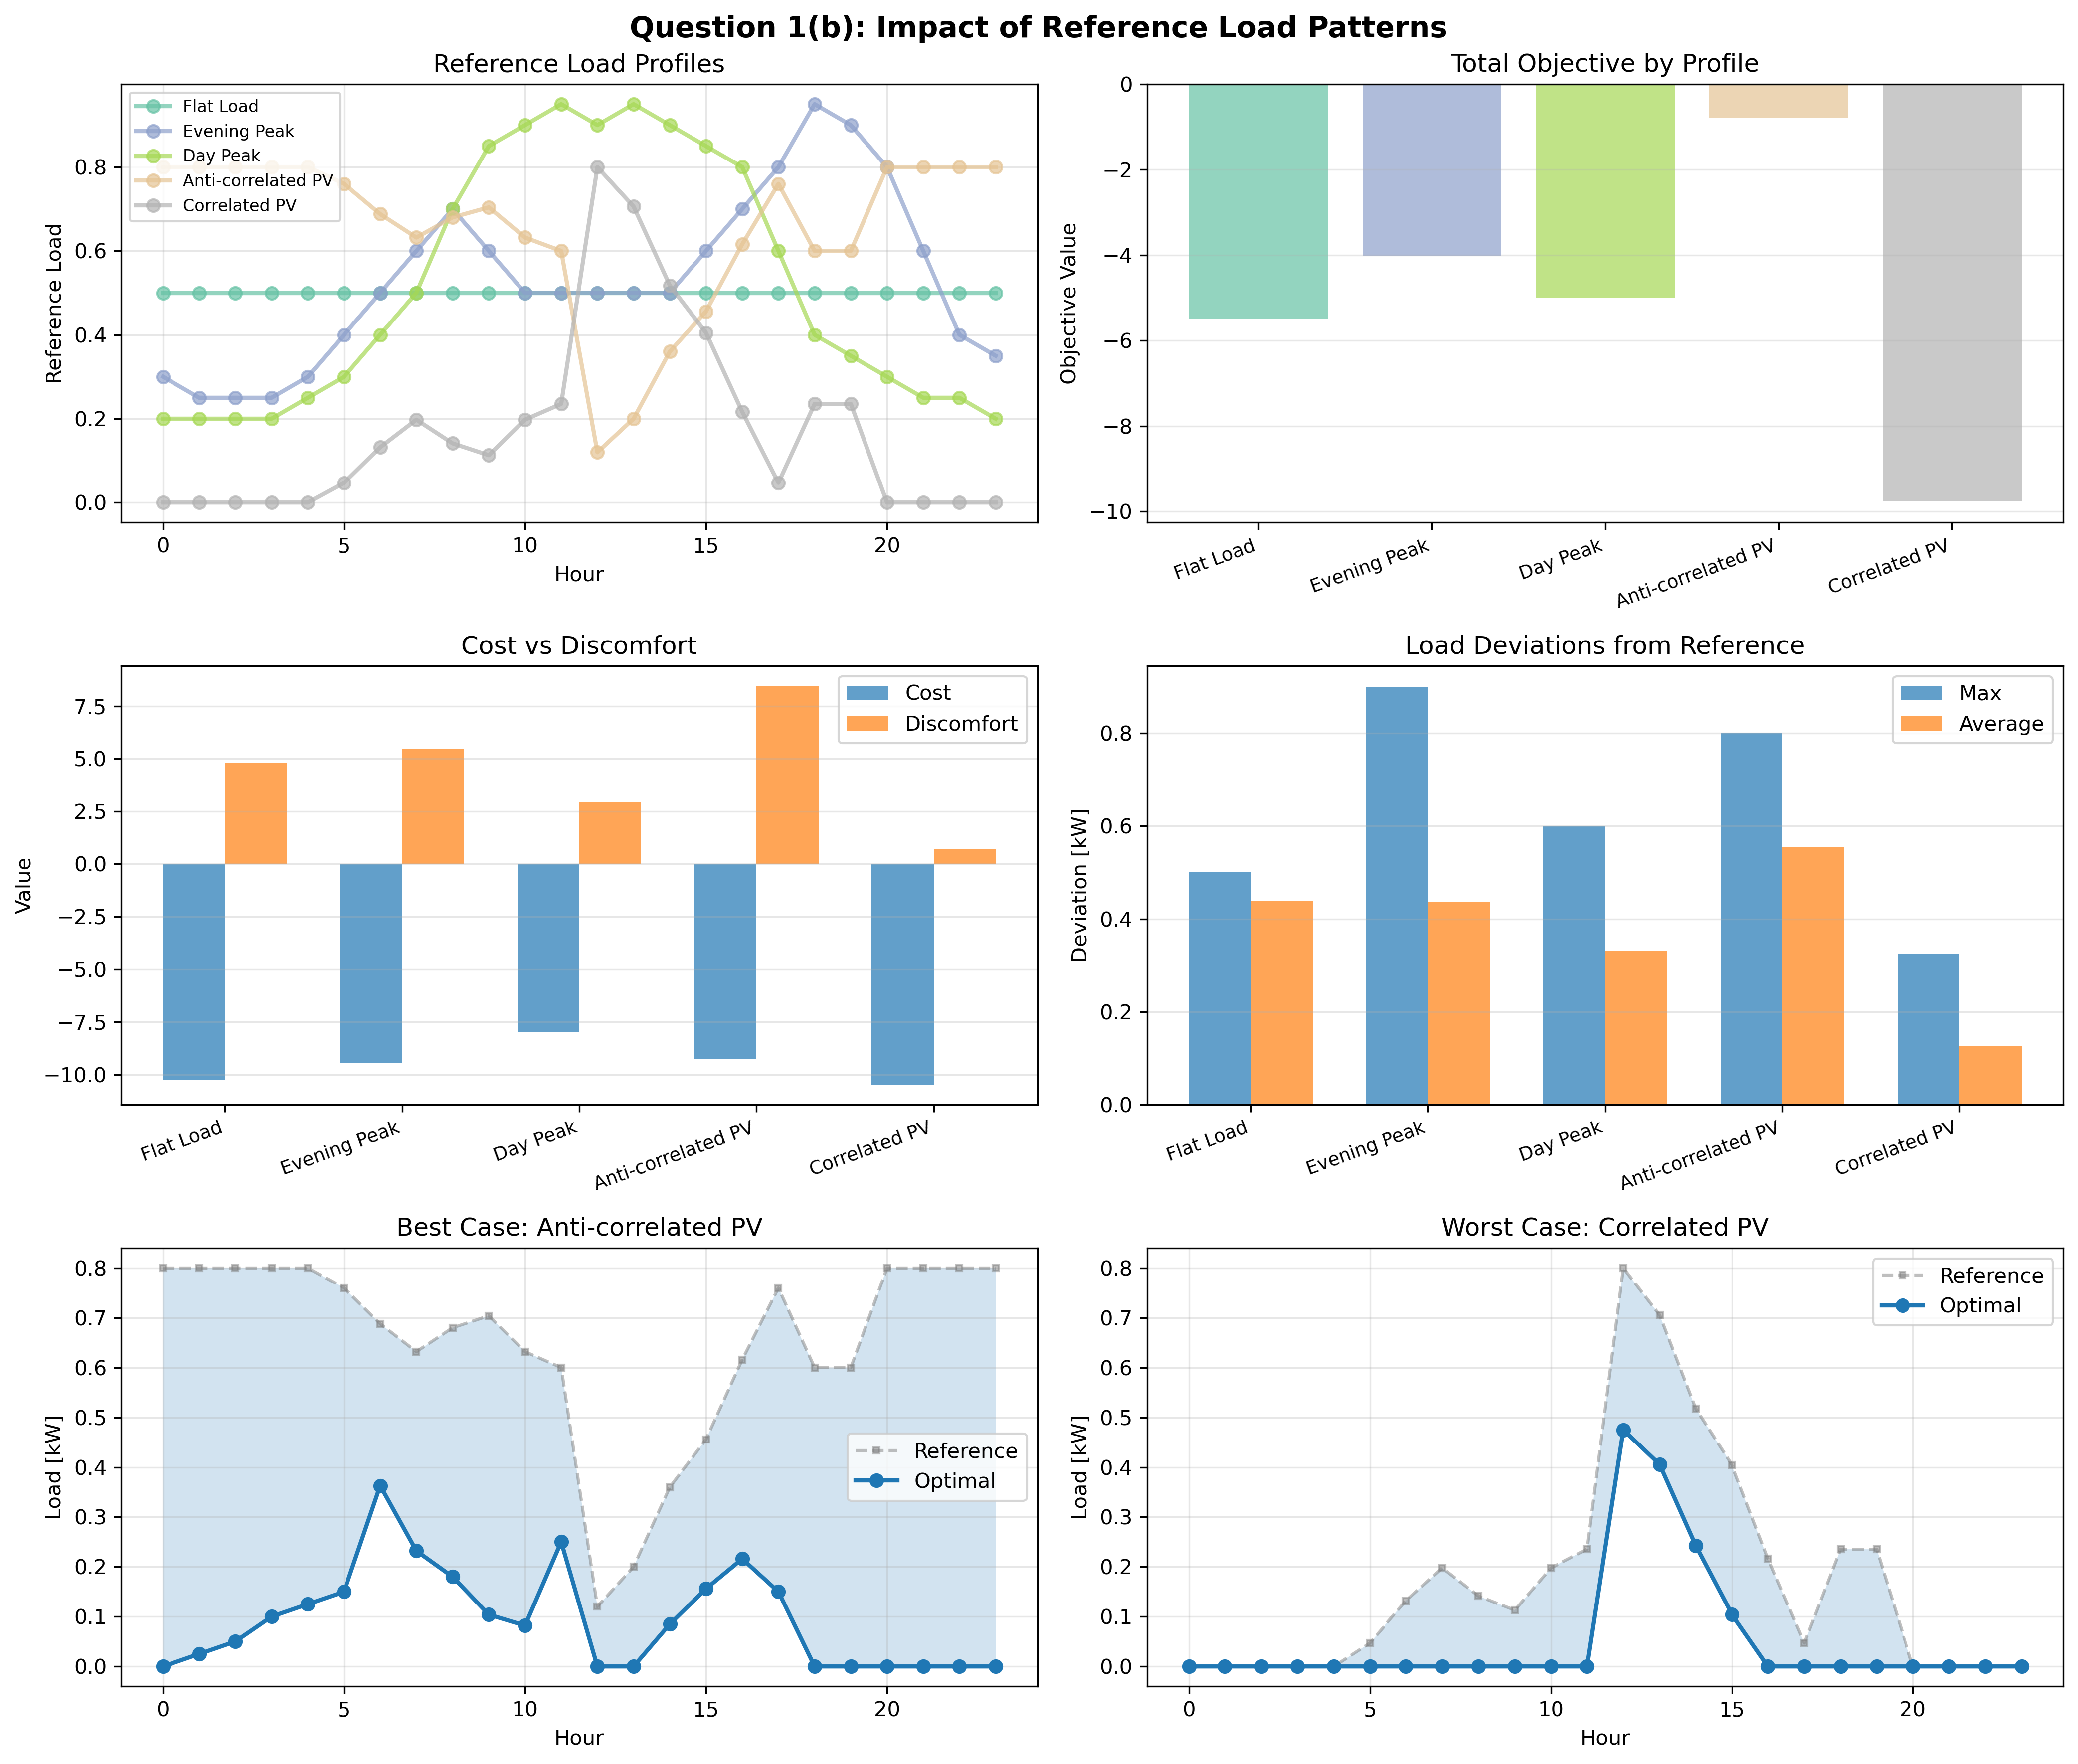 Question 1(b): Impact of Reference Load Patterns
Reference Load Profiles
Flat Load
Evening Peak
Day Peak
Anti-correlated PV
Correlated PV
Reference Load
0.8
0.6
0.4
0.2
0.0
0 5 10 15 20
Hour
Total Objective by Profile
Objective Value
0
−2
−4
−6
−8
−10
Flat Load Evening Peak Day Peak Anti-correlated PV Correlated PV
Cost vs Discomfort
Cost
Discomfort
Value
7.5
5.0
2.5
0.0
−2.5
−5.0
−7.5
−10.0
Flat Load Evening Peak Day Peak Anti-correlated PV Correlated PV
Load Deviations from Reference
Max
Average
Deviation [kW]
0.8
0.6
0.4
0.2
0.0
Flat Load Evening Peak Day Peak Anti-correlated PV Correlated PV
Best Case: Anti-correlated PV
Reference
Optimal
Load [kW]
0.8
0.7
0.6
0.5
0.4
0.3
0.2
0.1
0.0
0 5 10 15 20
Hour
Worst Case: Correlated PV
Reference
Optimal
Load [kW]
0.8
0.7
0.6
0.5
0.4
0.3
0.2
0.1
0.0
0 5 10 15 20
Hour